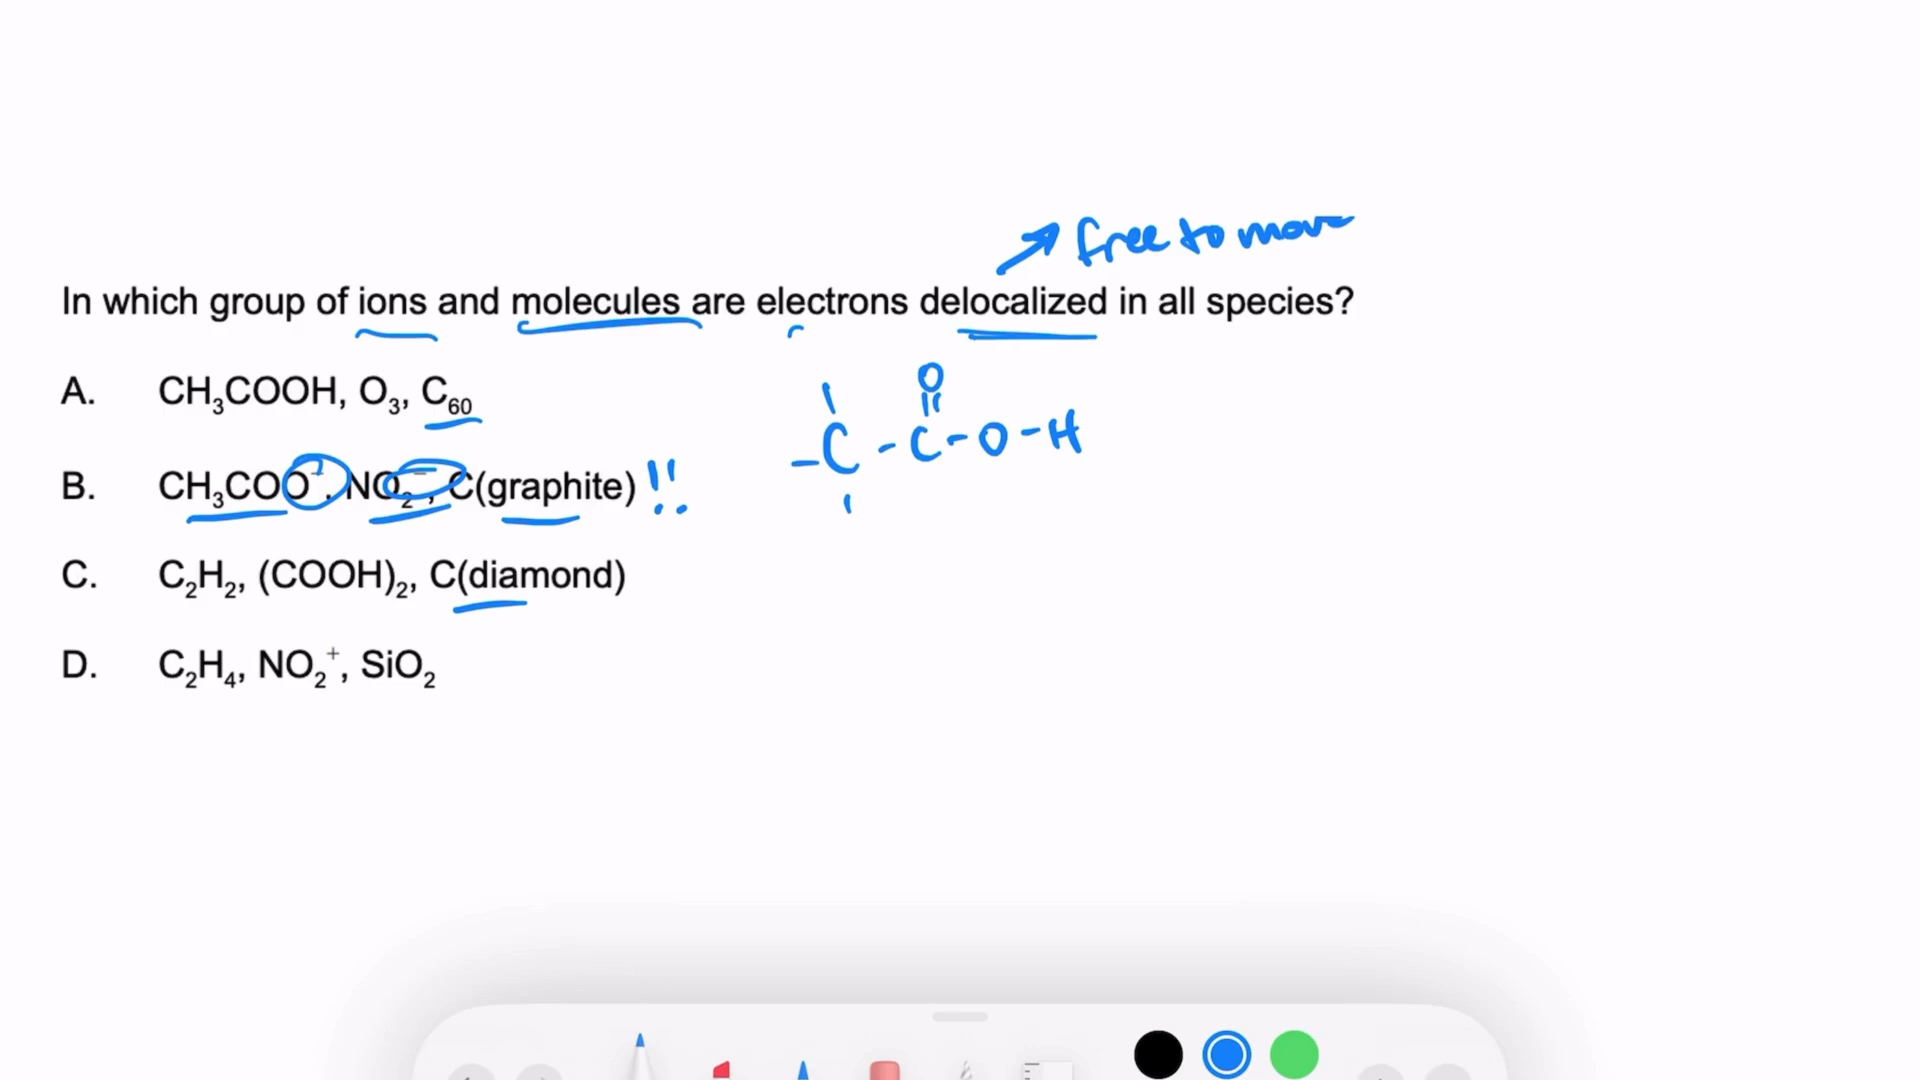 free to move
In which group of ions and molecules are electrons delocalized in all species?
A. CH₃COOH, O₃, C₆₀
B. CH₃COO⁻, NO₂⁻, C(graphite) !!
C. C₂H₂, (COOH)₂, C(diamond)
D. C₂H₄, NO₂⁺, SiO₂
O
C - C - O - H